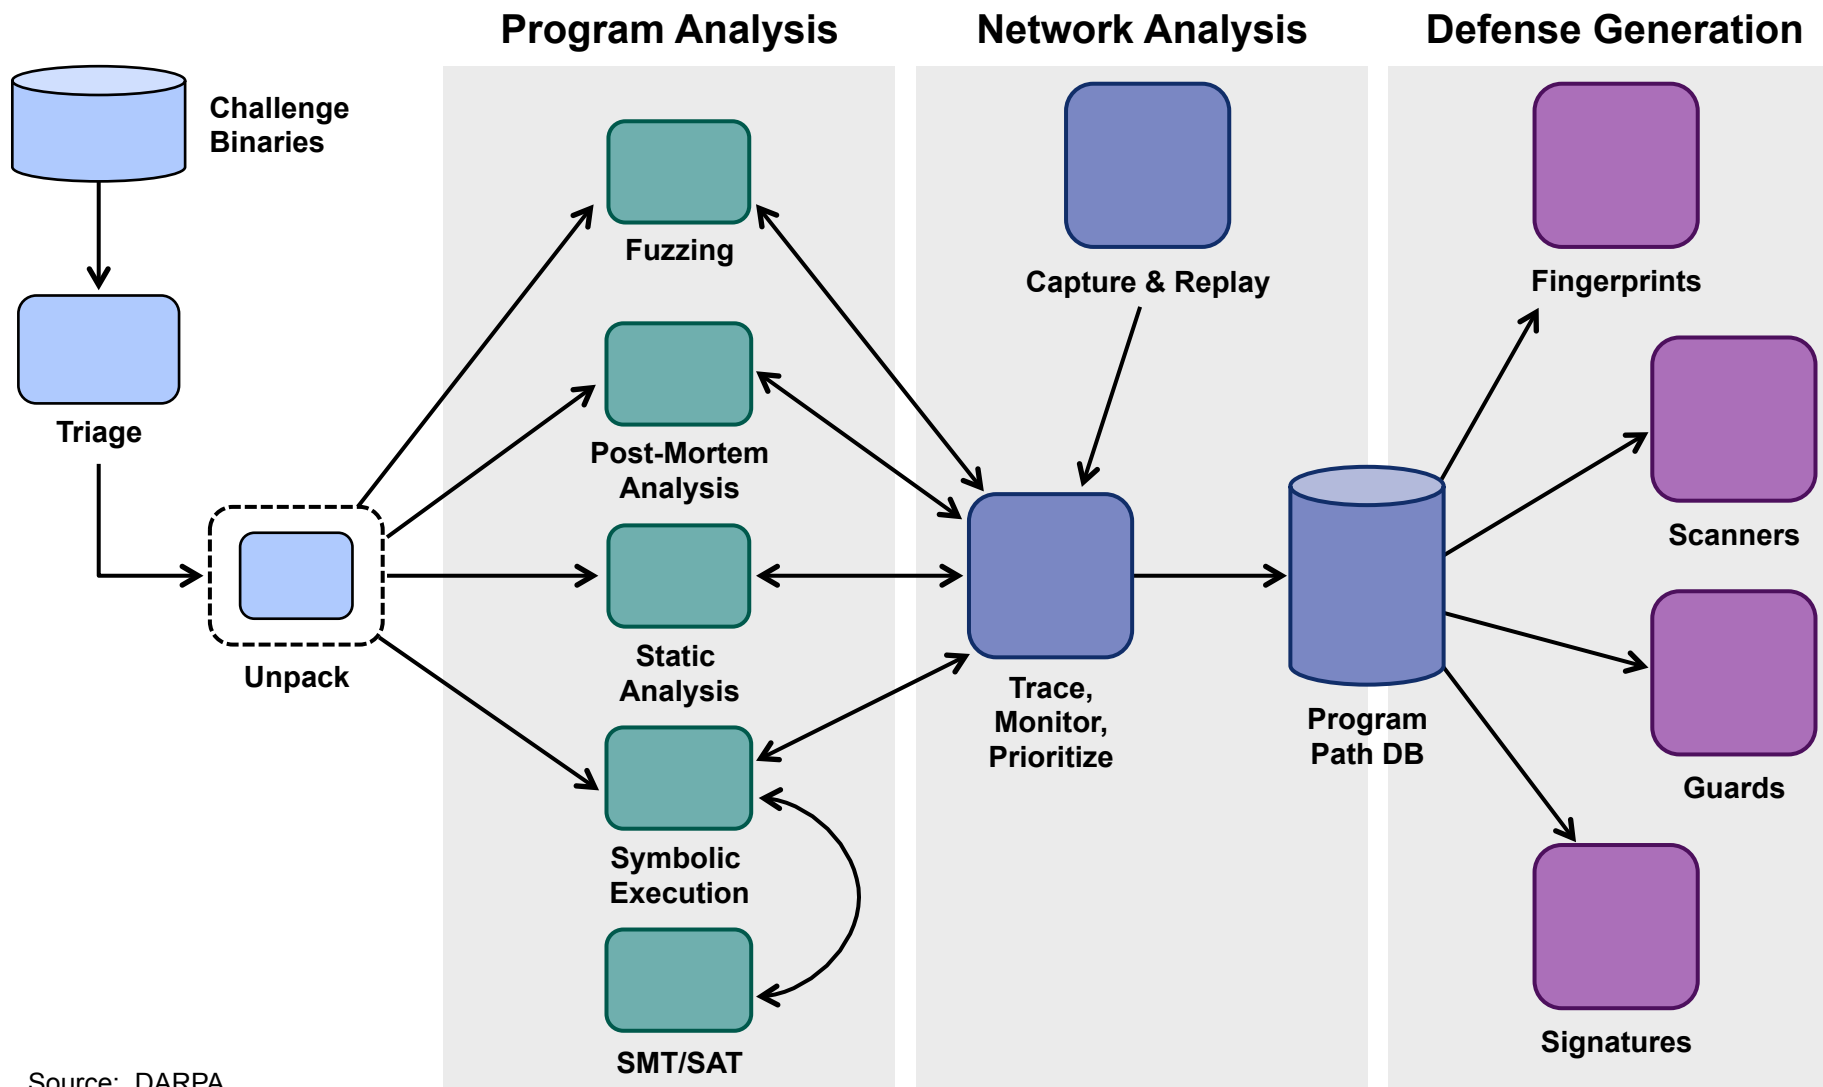 Program Analysis
Network Analysis
Defense Generation
Challenge
Binaries
Triage
Unpack
Fuzzing
Post-Mortem
Analysis
Static
Analysis
Symbolic
Execution
SMT/SAT
Capture & Replay
Trace,
Monitor,
Prioritize
Program
Path DB
Fingerprints
Scanners
Guards
Signatures
Source: DARPA